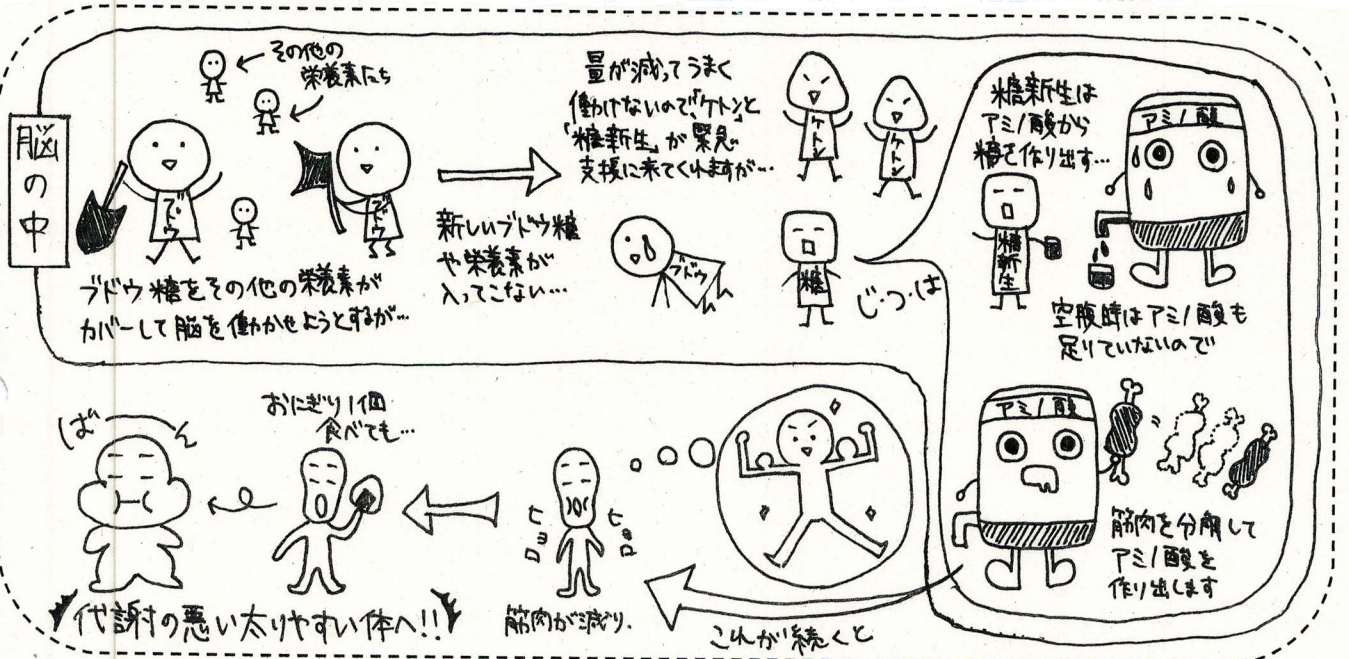 脳の中
その他の
栄養素たち
ブドウ
ブドウ
ブドウ糖をその他の栄養素が
カバーして脳を働かせようとするが…
新しいブドウ糖
や栄養素が
入ってこない…
量が減ってうまく
働けないので、「ケトン」と
「糖新生」が緊急
支援に来てくれますが…
ケトン
ケトン
ブドウ
糖
じ・つ・は
糖新生は
アミノ酸から
糖を作り出す…
アミノ酸
糖新生
空腹時はアミノ酸も
足りていないので
アミノ酸
筋肉を分解して
アミノ酸を
作り出します
これが続くと
ヒョロ
ヒョロ
筋肉が減り、
おにぎり1個
食べても…
ばん
代謝の悪い太りやすい体へ!!